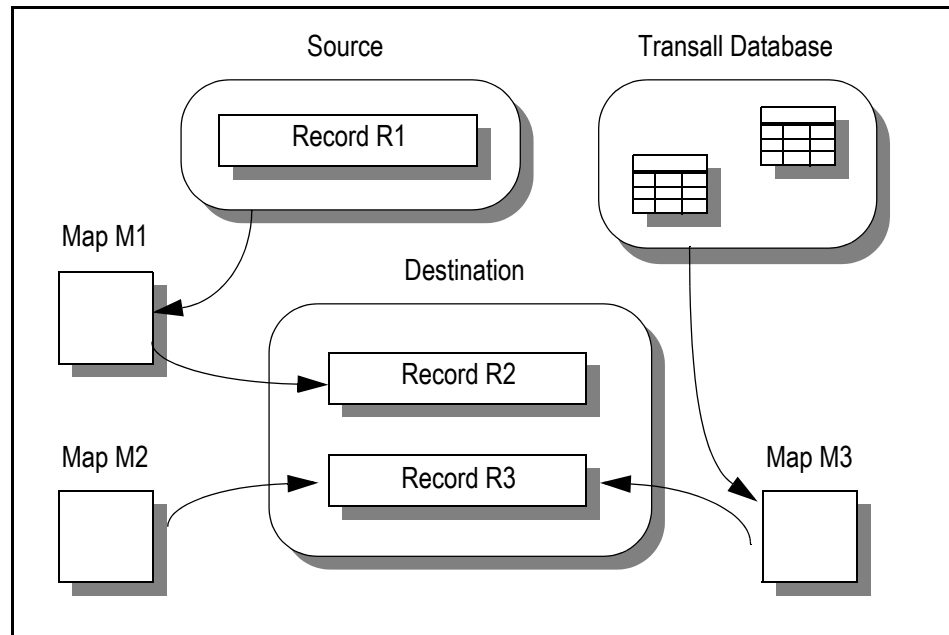 Source
Transall Database
Record R1
Map M1
Destination
Record R2
Map M2
Record R3
Map M3